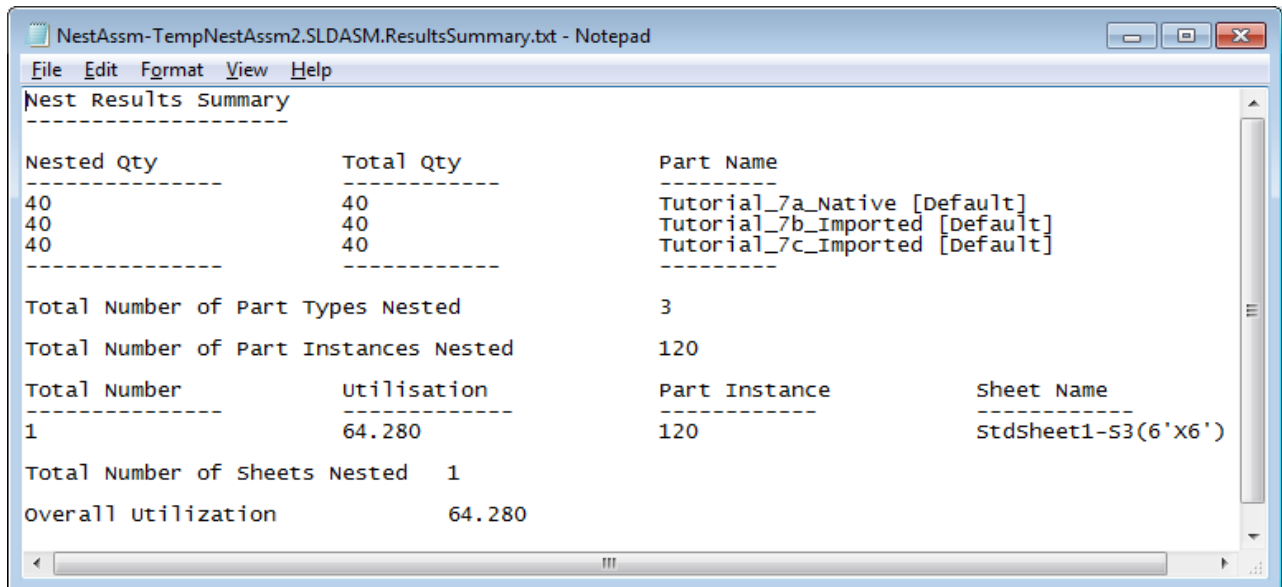 NestAssm-TempNestAssm2.SLDASM.ResultsSummary.txt - Notepad
File Edit Format View Help
Nest Results Summary
--------------------
Nested Qty Total Qty Part Name
--------------- ------------ ---------
40 40 Tutorial_7a_Native [Default]
40 40 Tutorial_7b_Imported [Default]
40 40 Tutorial_7c_Imported [Default]
--------------- ------------ ---------
Total Number of Part Types Nested 3
Total Number of Part Instances Nested 120
Total Number Utilisation Part Instance Sheet Name
--------------- ------------- ------------ ------------
1 64.280 120 StdSheet1-S3(6'X6')
Total Number of Sheets Nested 1
Overall Utilization 64.280